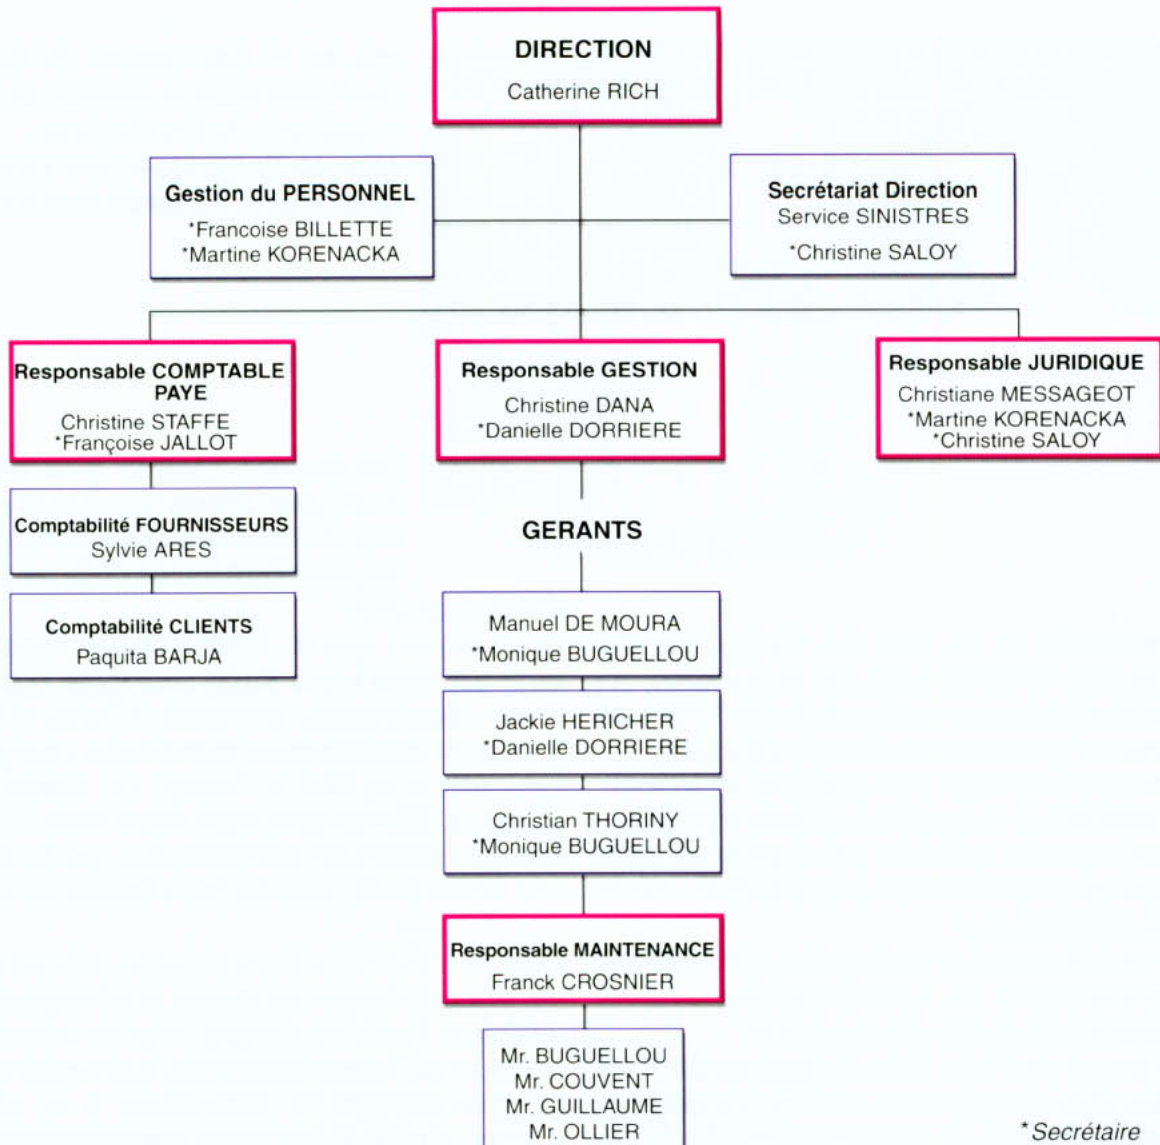 DIRECTION
Catherine RICH
Gestion du PERSONNEL
*Francoise BILLETTE
*Martine KORENACKA
Secrétariat Direction
Service SINISTRES
*Christine SALOY
Responsable COMPTABLE
PAYE
Christine STAFFE
*Françoise JALLOT
Responsable GESTION
Christine DANA
*Danielle DORRIERE
Responsable JURIDIQUE
Christiane MESSAGEOT
*Martine KORENACKA
*Christine SALOY
Comptabilité FOURNISSEURS
Sylvie ARES
Comptabilité CLIENTS
Paquita BARJA
GERANTS
Manuel DE MOURA
*Monique BUGUELLOU
Jackie HERICHER
*Danielle DORRIERE
Christian THORINY
*Monique BUGUELLOU
Responsable MAINTENANCE
Franck CROSNIER
Mr. BUGUELLOU
Mr. COUVENT
Mr. GUILLAUME
Mr. OLLIER
*Secrétaire